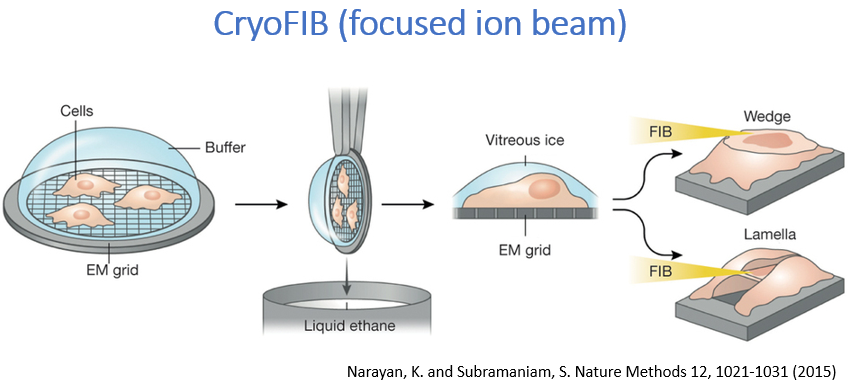 CryoFIB (focused ion beam)
Cells
Buffer
EM grid
Liquid ethane
Vitreous ice
EM grid
FIB
Wedge
Lamella
FIB
Narayan, K. and Subramaniam, S. Nature Methods 12, 1021-1031 (2015)